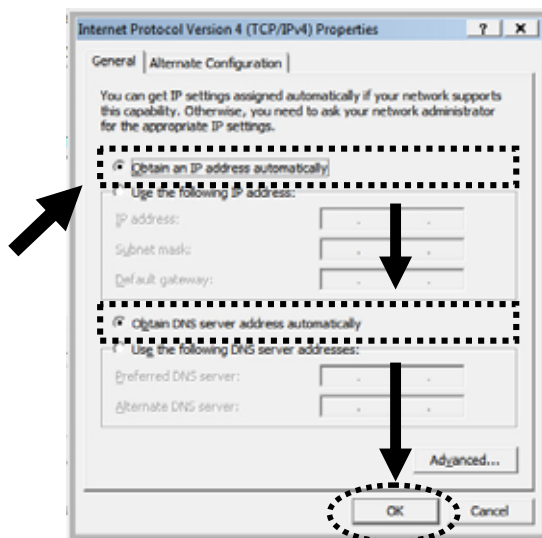 Internet Protocol Version 4 (TCP/IPv4) Properties
General Alternate Configuration
You can get IP settings assigned automatically if your network supports
this capability. Otherwise, you need to ask your network administrator
for the appropriate IP settings.
Obtain an IP address automatically
Use the following IP address:
IP address:
Subnet mask:
Default gateway:
Obtain DNS server address automatically
Use the following DNS server addresses:
Preferred DNS server:
Alternate DNS server:
Advanced...
OK Cancel